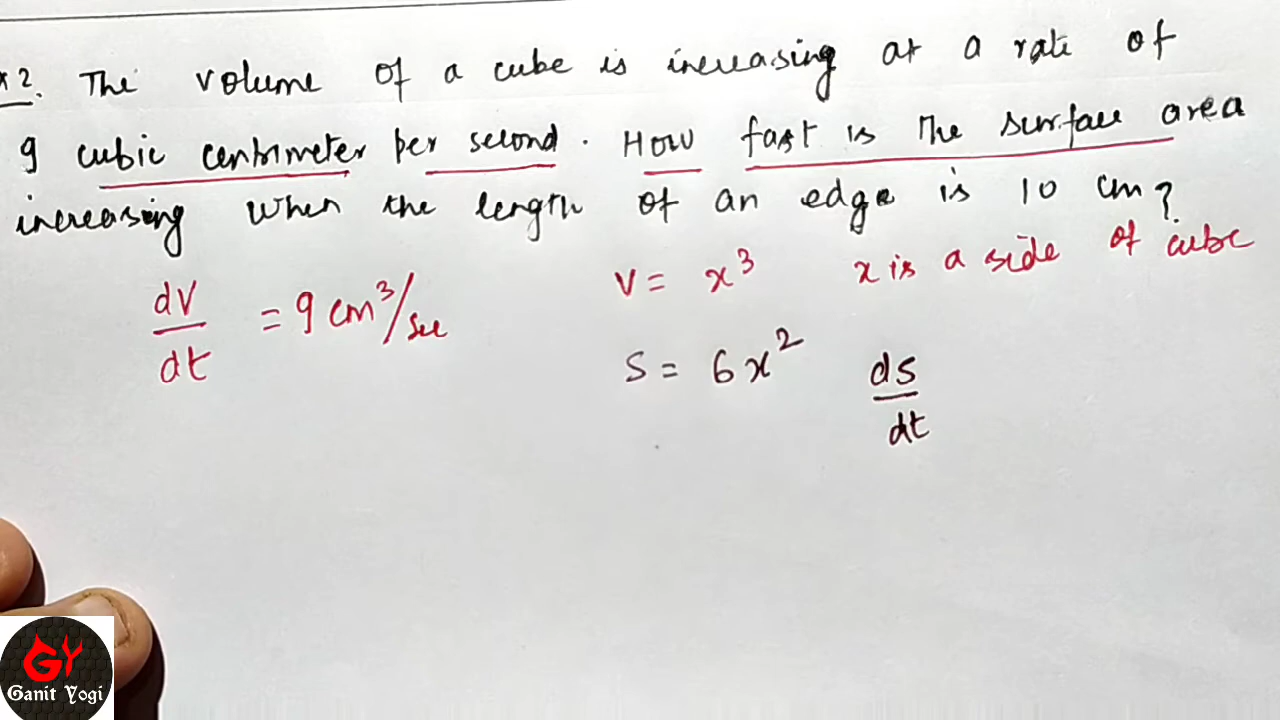 x 2. The volume of a cube is increasing at a rate of
9 cubic centimeter per second. How fast is the surface area
increasing when the length of an edge is 10 cm?
dV/dt = 9 cm³/sec
V = x³ x is a side of cube
S = 6x² ds/dt
GY
Ganit Yogi